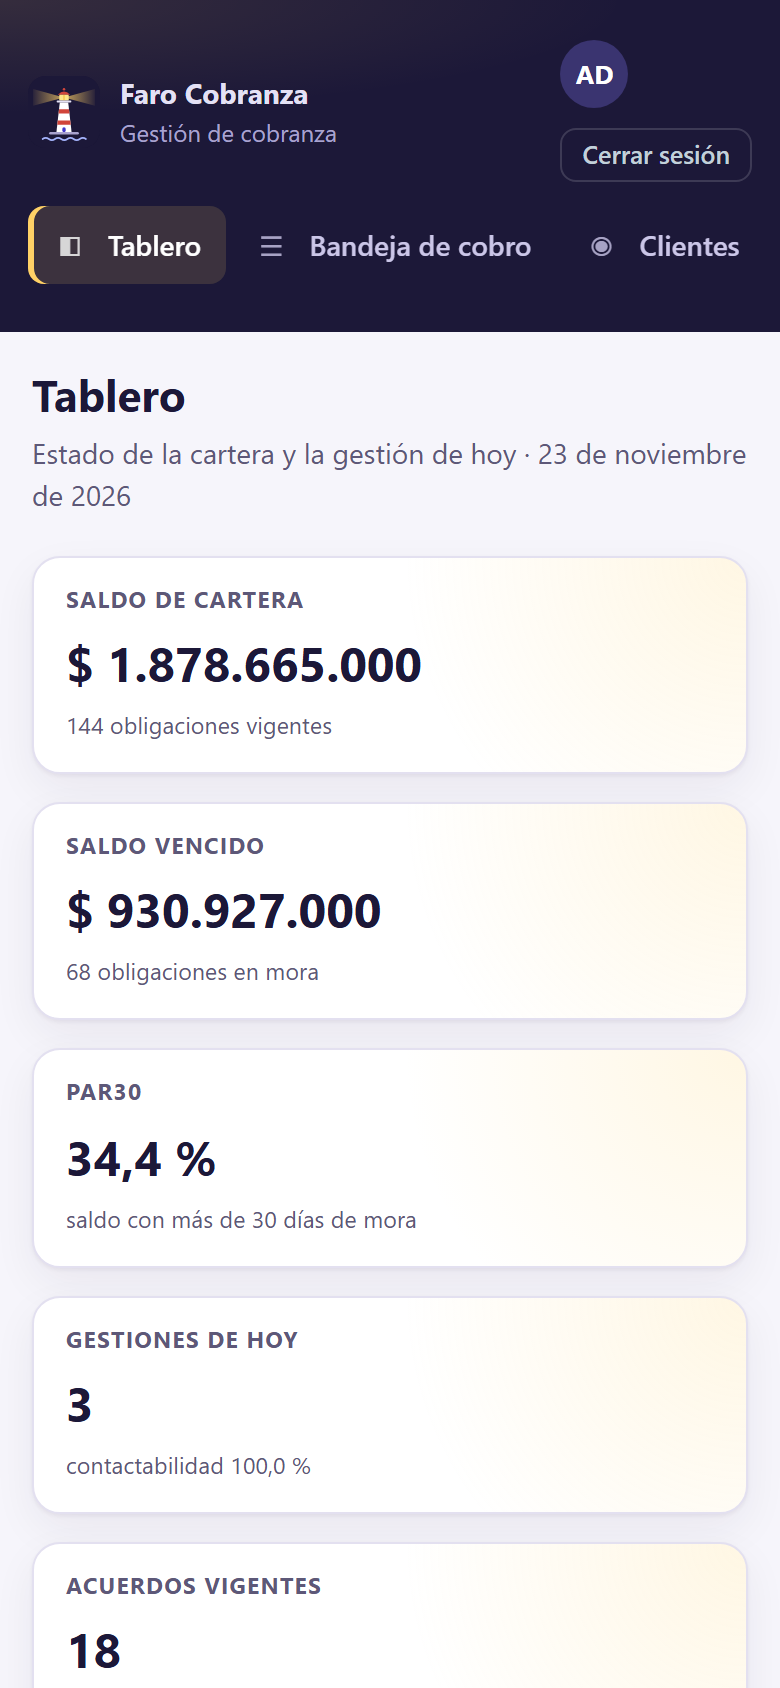 Faro Cobranza
Gestión de cobranza
AD
Cerrar sesión
Tablero
Bandeja de cobro
Clientes
Tablero
Estado de la cartera y la gestión de hoy · 23 de noviembre
de 2026
SALDO DE CARTERA
$ 1.878.665.000
144 obligaciones vigentes
SALDO VENCIDO
$ 930.927.000
68 obligaciones en mora
PAR30
34,4 %
saldo con más de 30 días de mora
GESTIONES DE HOY
3
contactabilidad 100,0 %
ACUERDOS VIGENTES
18